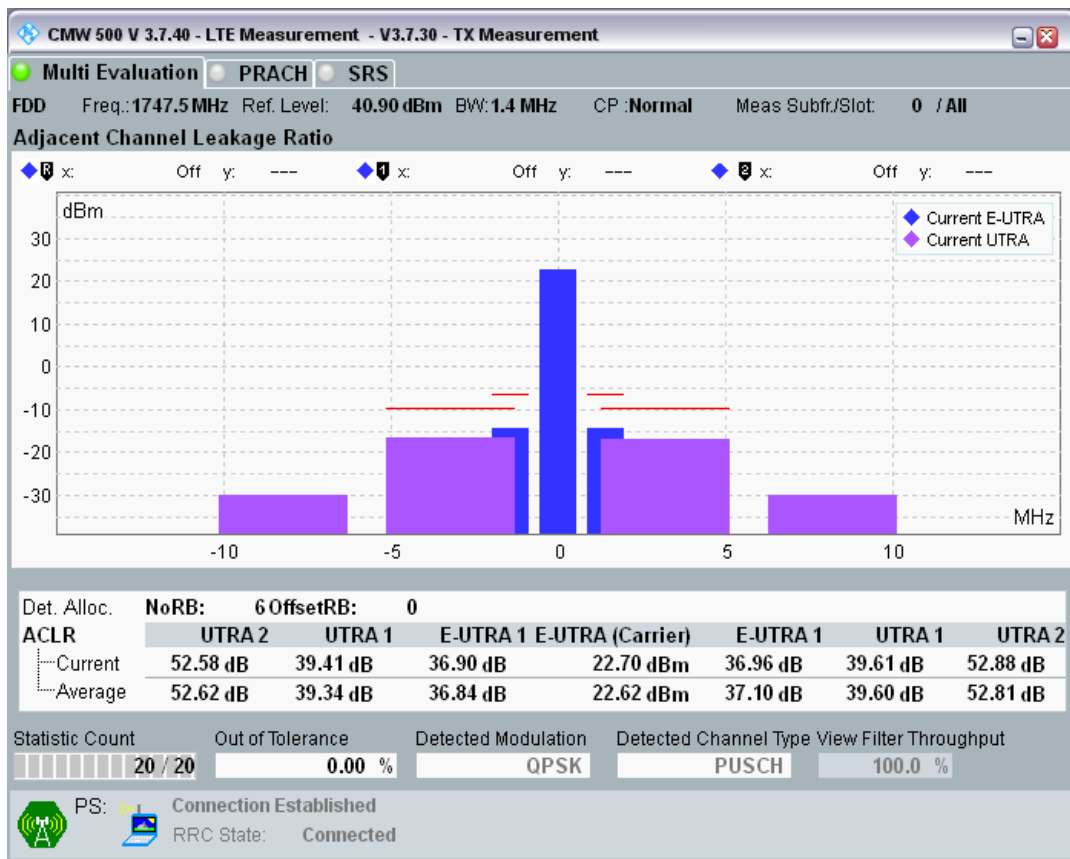 CMW 500 V 3.7.40 - LTE Measurement - V3.7.30 - TX Measurement
Multi Evaluation PRACH SRS
FDD Freq.: 1747.5 MHz Ref. Level: 40.90 dBm BW: 1.4 MHz CP :Normal Meas Subfr./Slot: 0 / All
Adjacent Channel Leakage Ratio
R x: Off y: --- 1 x: Off y: --- 2 x: Off y: ---
dBm
Current E-UTRA
Current UTRA
30
20
10
0
-10
-20
-30
MHz
-10 -5 0 5 10
Det. Alloc. NoRB: 6 OffsetRB: 0
ACLR UTRA 2 UTRA 1 E-UTRA 1 E-UTRA (Carrier) E-UTRA 1 UTRA 1 UTRA 2
Current 52.58 dB 39.41 dB 36.90 dB 22.70 dBm 36.96 dB 39.61 dB 52.88 dB
Average 52.62 dB 39.34 dB 36.84 dB 22.62 dBm 37.10 dB 39.60 dB 52.81 dB
Statistic Count Out of Tolerance Detected Modulation Detected Channel Type View Filter Throughput
20 / 20 0.00 % QPSK PUSCH 100.0 %
PS: Connection Established
RRC State: Connected